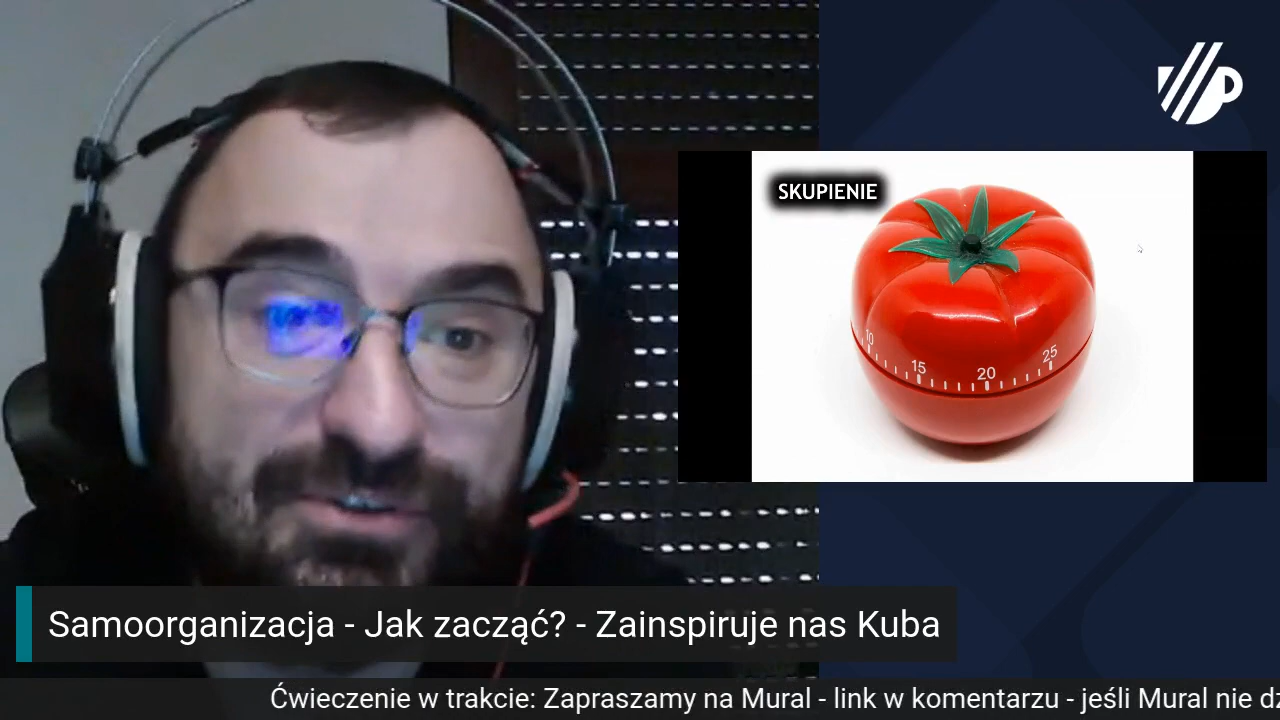 SKUPIENIE
10
15
20
25
Samoorganizacja - Jak zacząć? - Zainspiruje nas Kuba
Ćwieczenie w trakcie: Zapraszamy na Mural - link w komentarzu - jeśli Mural nie